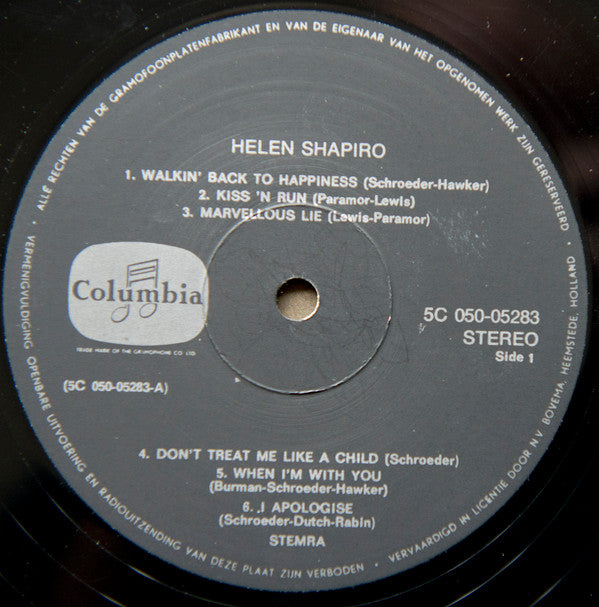 • ALLE RECHTEN VAN DE GRAMOFOONPLATENFABRIKANT EN VAN DE EIGENAAR VAN HET OPGENOMEN WERK ZIJN GERESERVEERD
HELEN SHAPIRO
1. WALKIN' BACK TO HAPPINESS (Schroeder-Hawker)
2. KISS 'N RUN (Paramor-Lewis)
3. MARVELLOUS LIE (Lewis-Paramor)
Columbia
TRADE MARK OF THE GRAMOPHONE CO LTD
(5C 050-05283-A)
5C 050-05283
STEREO
Side 1
4. DON'T TREAT ME LIKE A CHILD (Schroeder)
5. WHEN I'M WITH YOU
(Burman-Schroeder-Hawker)
6. I APOLOGISE
(Schroeder-Dutch-Rabin)
STEMRA
• VERMENIGVULDIGING OPENBARE UITVOERING EN RADIOUITZENDING VAN DEZE PLAAT ZIJN VERBODEN •
VERVAARDIGD IN LICENTIE DOOR N.V. BOVEMA, HEEMSTEDE, HOLLAND •